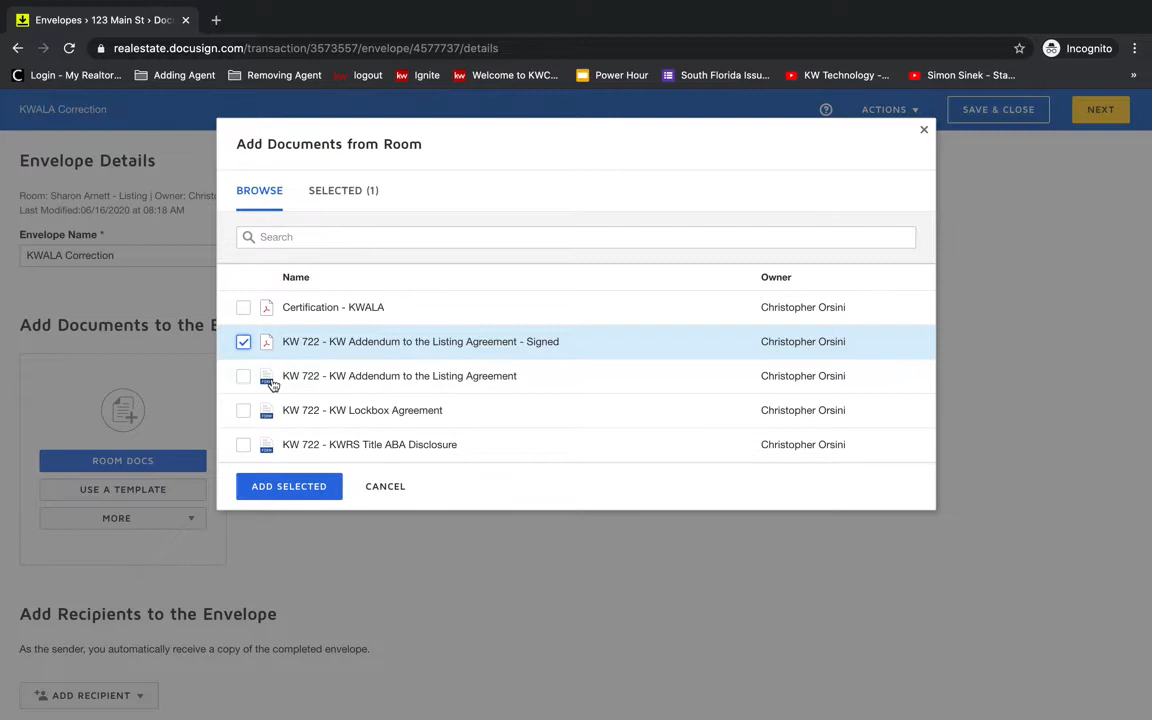 Envelopes › 123 Main St › Doc
realestate.docusign.com/transaction/3573557/envelope/4577737/details
Incognito
Login - My Realtor...
Adding Agent
Removing Agent
logout
Ignite
Welcome to KWC...
Power Hour
South Florida Issu...
KW Technology -...
Simon Sinek - Sta...
»
KWALA Correction
ACTIONS
SAVE & CLOSE
NEXT
Envelope Details
Room: Sharon Arnett - Listing | Owner: Christo
Last Modified:06/16/2020 at 08:18 AM
Envelope Name *
KWALA Correction
Add Documents to the E
ROOM DOCS
USE A TEMPLATE
MORE
Add Recipients to the Envelope
As the sender, you automatically receive a copy of the completed envelope.
ADD RECIPIENT
Add Documents from Room
BROWSE
SELECTED (1)
Search
Name Owner
Certification - KWALA Christopher Orsini
KW 722 - KW Addendum to the Listing Agreement - Signed Christopher Orsini
KW 722 - KW Addendum to the Listing Agreement Christopher Orsini
KW 722 - KW Lockbox Agreement Christopher Orsini
KW 722 - KWRS Title ABA Disclosure Christopher Orsini
ADD SELECTED
CANCEL